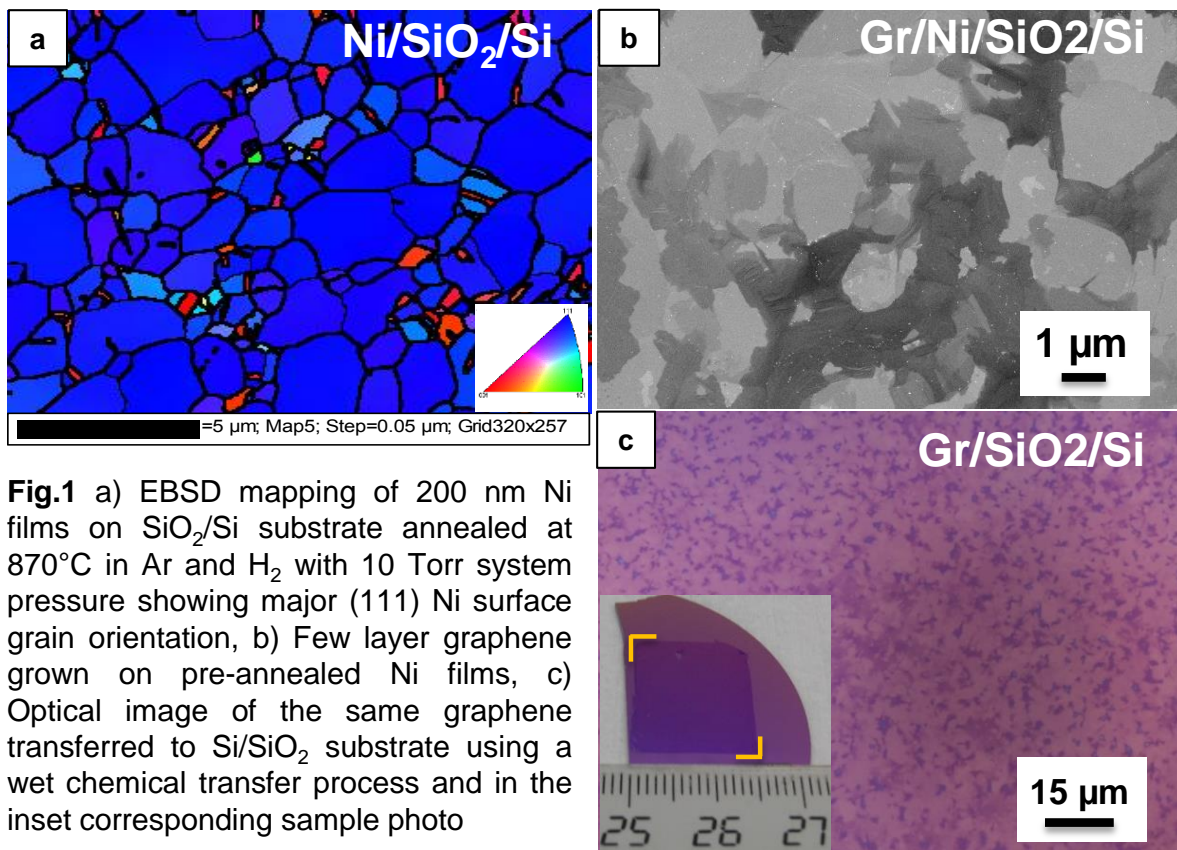 a
Ni/SiO₂/Si
111
001
101
=5 µm; Map5; Step=0.05 µm; Grid320x257
b
Gr/Ni/SiO2/Si
1 µm
c
Gr/SiO2/Si
25 26 27
15 µm
Fig.1 a) EBSD mapping of 200 nm Ni
films on SiO₂/Si substrate annealed at
870°C in Ar and H₂ with 10 Torr system
pressure showing major (111) Ni surface
grain orientation, b) Few layer graphene
grown on pre-annealed Ni films, c)
Optical image of the same graphene
transferred to Si/SiO₂ substrate using a
wet chemical transfer process and in the
inset corresponding sample photo